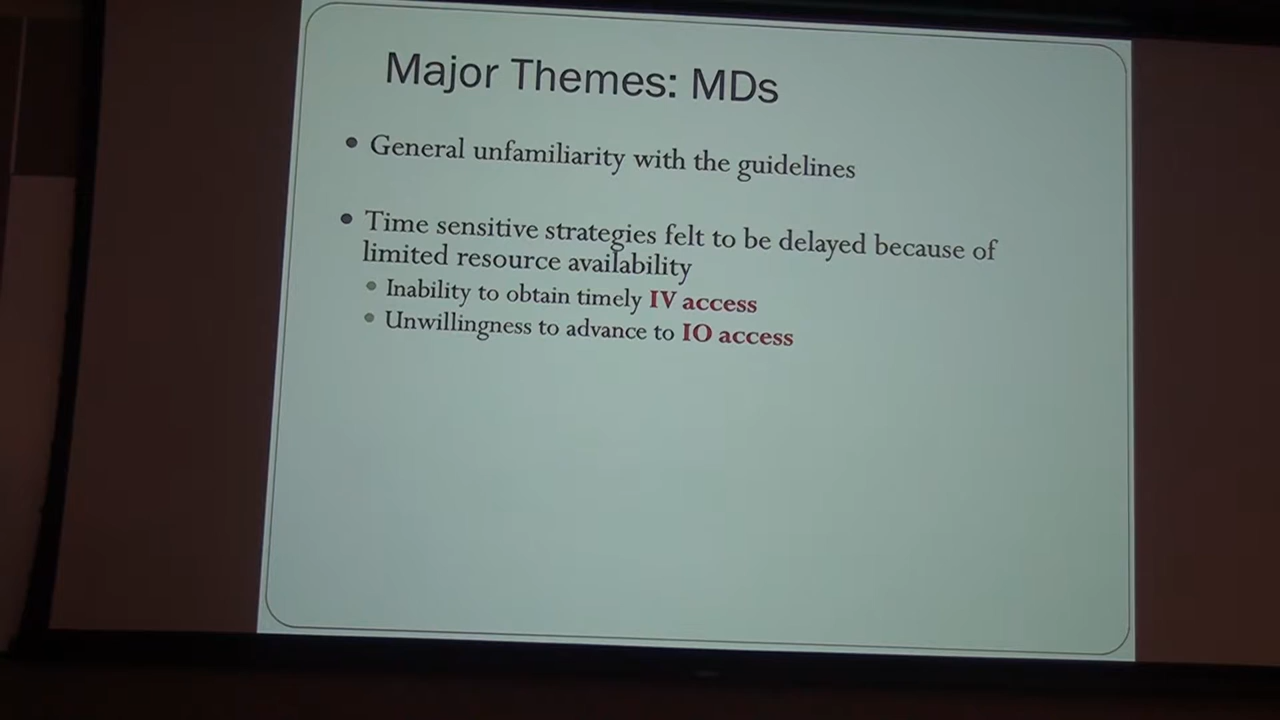 Major Themes: MDs
General unfamiliarity with the guidelines
Time sensitive strategies felt to be delayed because of
limited resource availability
Inability to obtain timely IV access
Unwillingness to advance to IO access